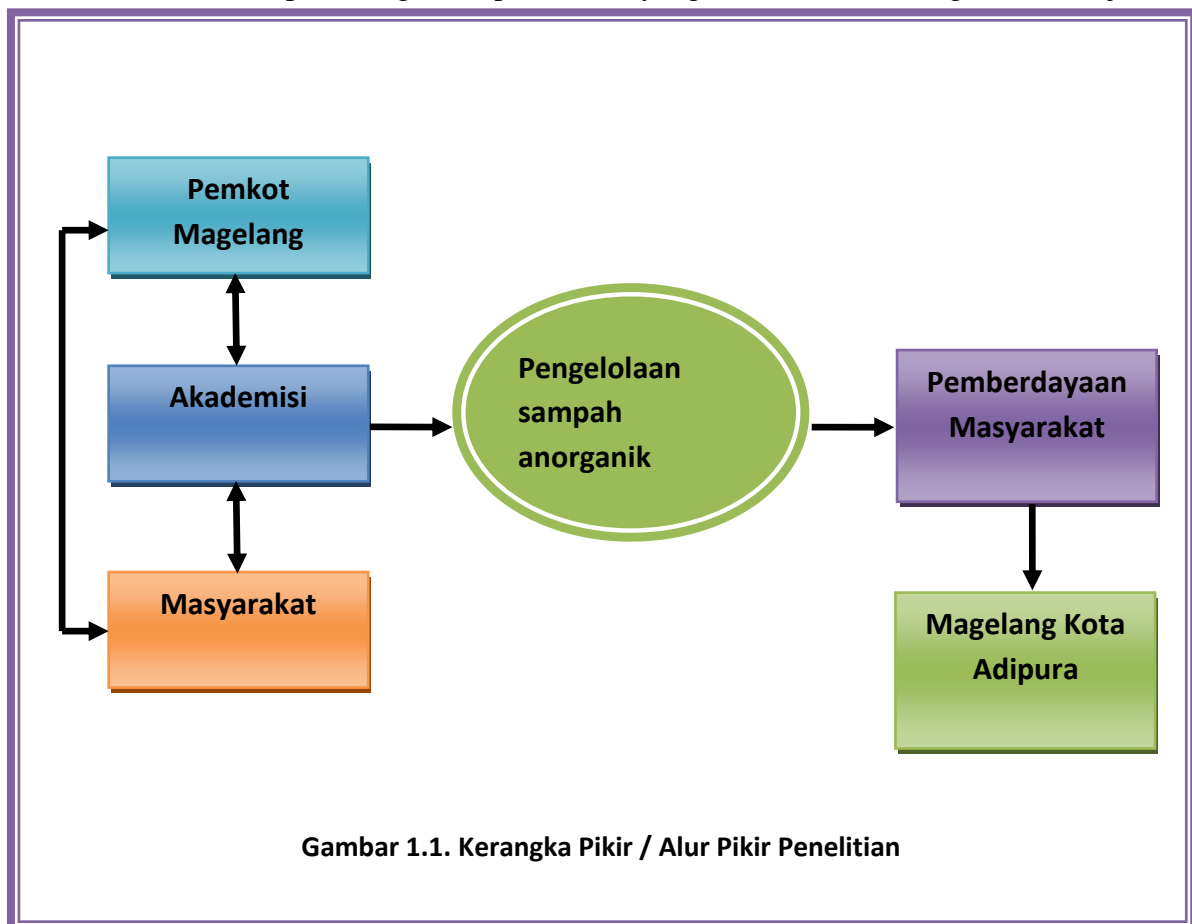 Pemkot
Magelang
Akademisi
Masyarakat
Pengelolaan
sampah
anorganik
Pemberdayaan
Masyarakat
Magelang Kota
Adipura
Gambar 1.1. Kerangka Pikir / Alur Pikir Penelitian